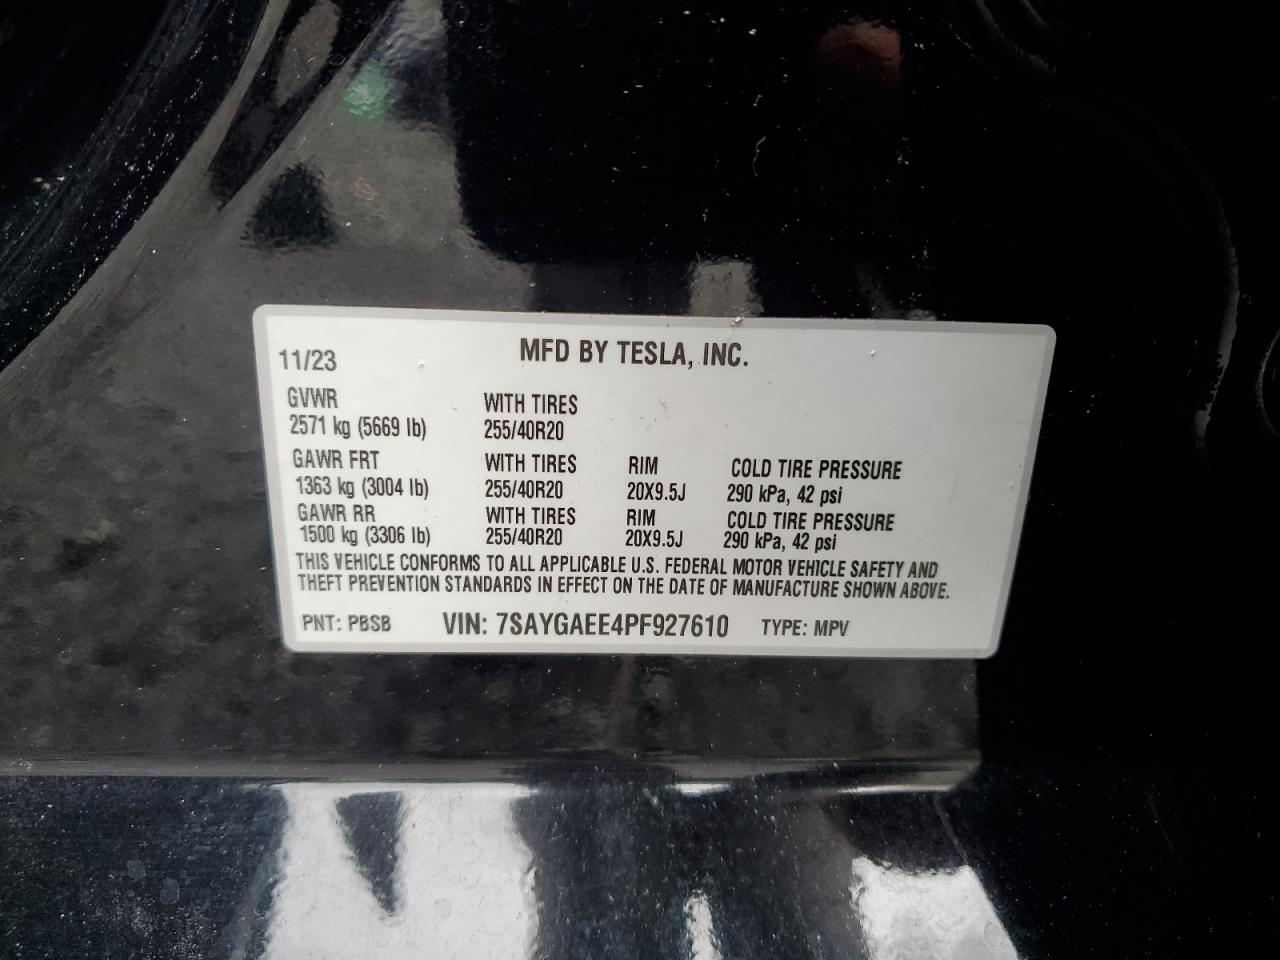 MFD BY TESLA, INC.
11/23
GVWR WITH TIRES
2571 kg (5669 lb) 255/40R20
GAWR FRT WITH TIRES RIM COLD TIRE PRESSURE
1363 kg (3004 lb) 255/40R20 20X9.5J 290 kPa, 42 psi
GAWR RR WITH TIRES RIM COLD TIRE PRESSURE
1500 kg (3306 lb) 255/40R20 20X9.5J 290 kPa, 42 psi
THIS VEHICLE CONFORMS TO ALL APPLICABLE U.S. FEDERAL MOTOR VEHICLE SAFETY AND
THEFT PREVENTION STANDARDS IN EFFECT ON THE DATE OF MANUFACTURE SHOWN ABOVE.
PNT: PBSB VIN: 7SAYGAEE4PF927610 TYPE: MPV